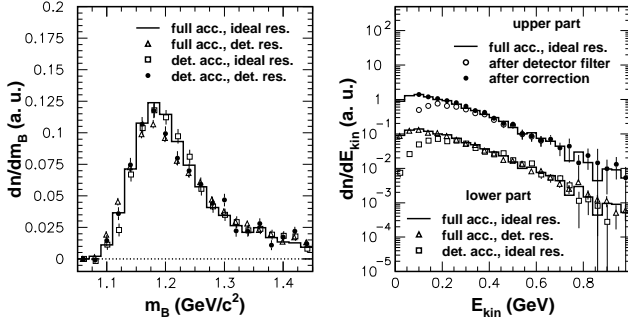 dn/dm_B (a. u.)
0.2
0.175
0.15
0.125
0.1
0.075
0.05
0.025
0
full acc., ideal res.
full acc., det. res.
det. acc., ideal res.
det. acc., det. res.
1.1 1.2 1.3 1.4
m_B (GeV/c²)
dn/dE_kin (a. u.)
10⁴
10³
10²
10
1
10⁻¹
10⁻²
10⁻³
10⁻⁴
10⁻⁵
upper part
full acc., ideal res.
after detector filter
after correction
lower part
full acc., ideal res.
full acc., det. res.
det. acc., ideal res.
0 0.2 0.4 0.6 0.8
E_kin (GeV)